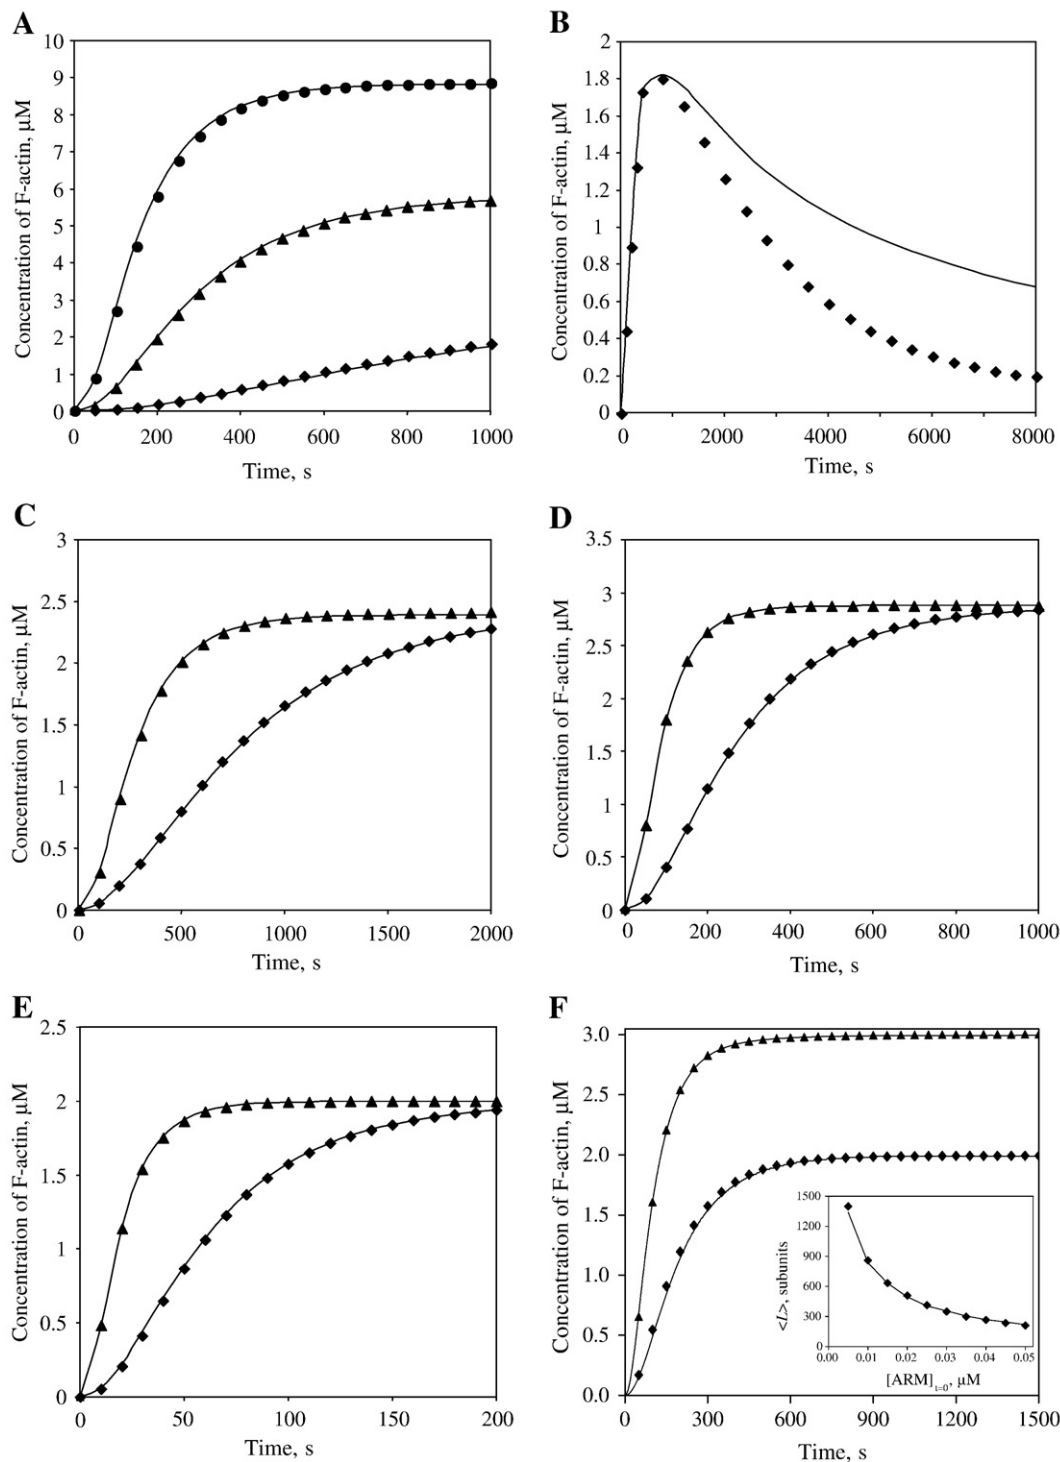 A
Concentration of F-actin, µM
10
9
8
7
6
5
4
3
2
1
0
0 200 400 600 800 1000
Time, s
B
Concentration of F-actin, µM
2
1.8
1.6
1.4
1.2
1
0.8
0.6
0.4
0.2
0
0 2000 4000 6000 8000
Time, s
C
Concentration of F-actin, µM
3
2.5
2
1.5
1
0.5
0
0 500 1000 1500 2000
Time, s
D
Concentration of F-actin, µM
3.5
3
2.5
2
1.5
1
0.5
0
0 200 400 600 800 1000
Time, s
E
Concentration of F-actin, µM
2.5
2
1.5
1
0.5
0
0 50 100 150 200
Time, s
F
Concentration of F-actin, µM
3.0
2.5
2.0
1.5
1.0
0.5
0.0
0 300 600 900 1200 1500
Time, s
<L>, subunits
1500
1200
900
600
300
0
0.00 0.01 0.02 0.03 0.04 0.05
[ARM]t=0, µM